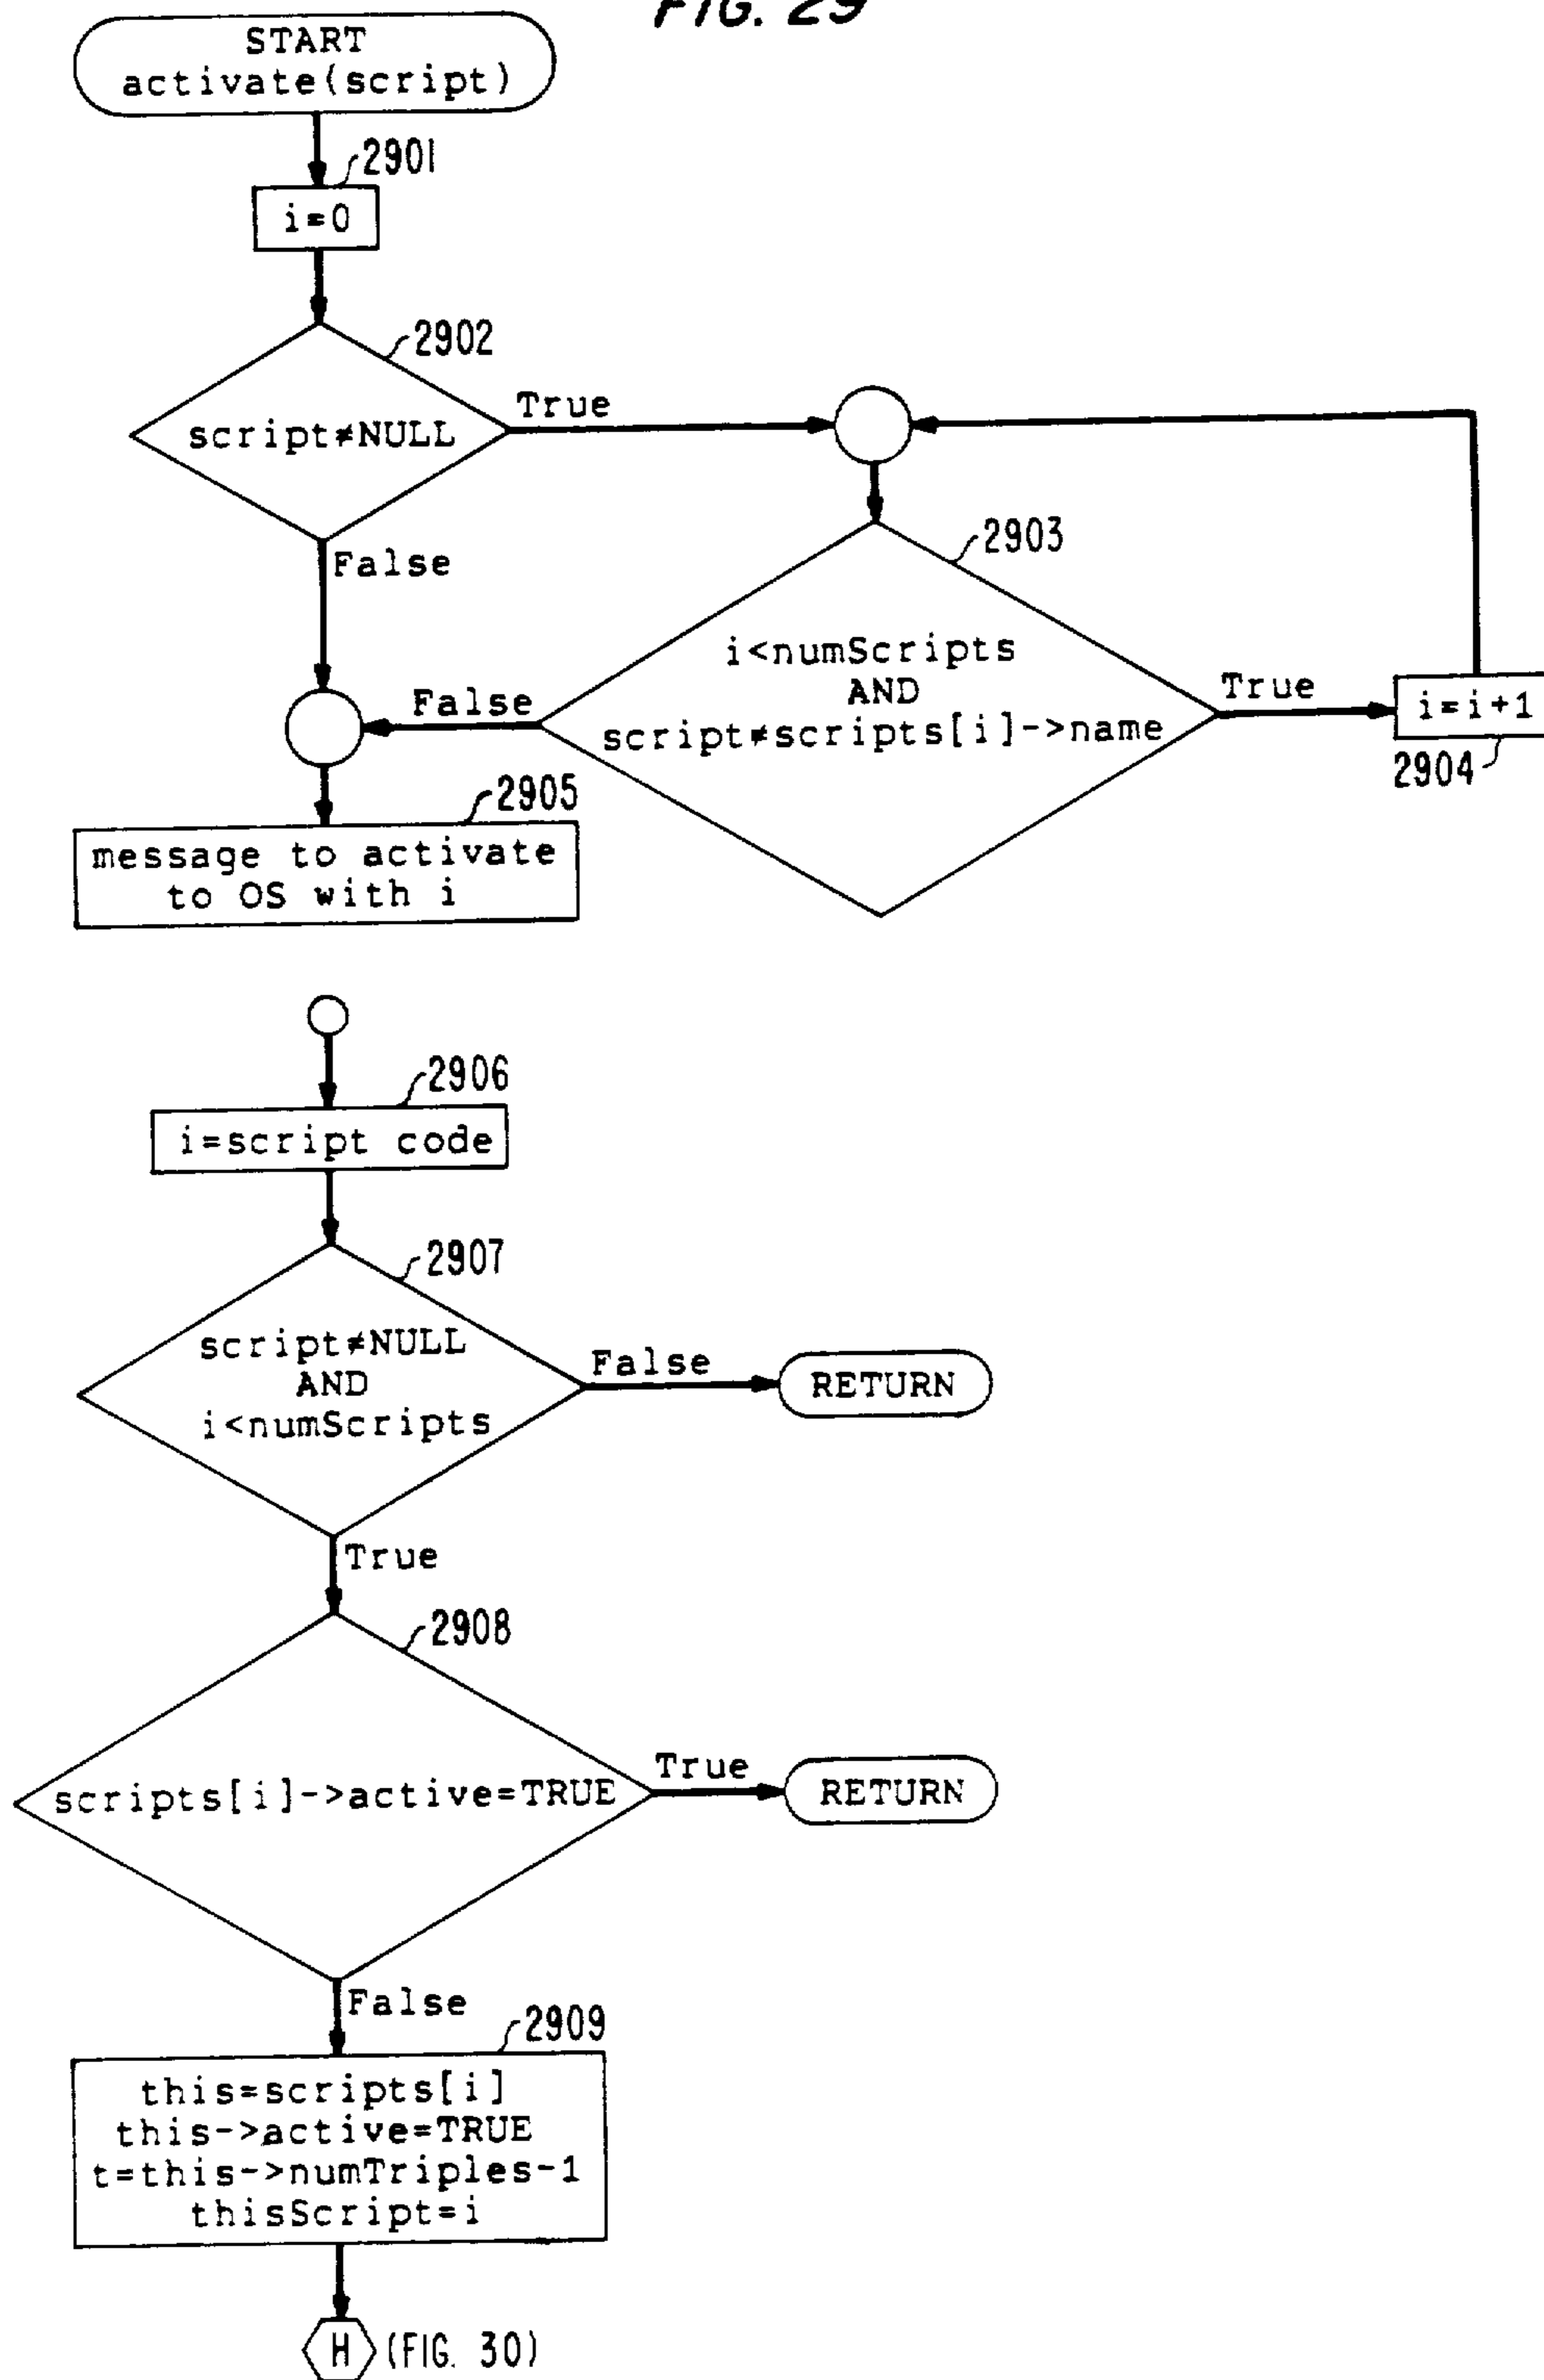 FIG. 29
START
activate(script)
2901
i=0
2902
script≠NULL
True
False
2903
i<numScripts
AND
script≠scripts[i]->name
True
False
i=i+1
2904
2905
message to activate
to OS with i
2906
i=script code
2907
script≠NULL
AND
i<numScripts
False
RETURN
True
2908
scripts[i]->active=TRUE
True
RETURN
False
2909
this=scripts[i]
this->active=TRUE
t=this->numTriples-1
thisScript=i
H (FIG. 30)